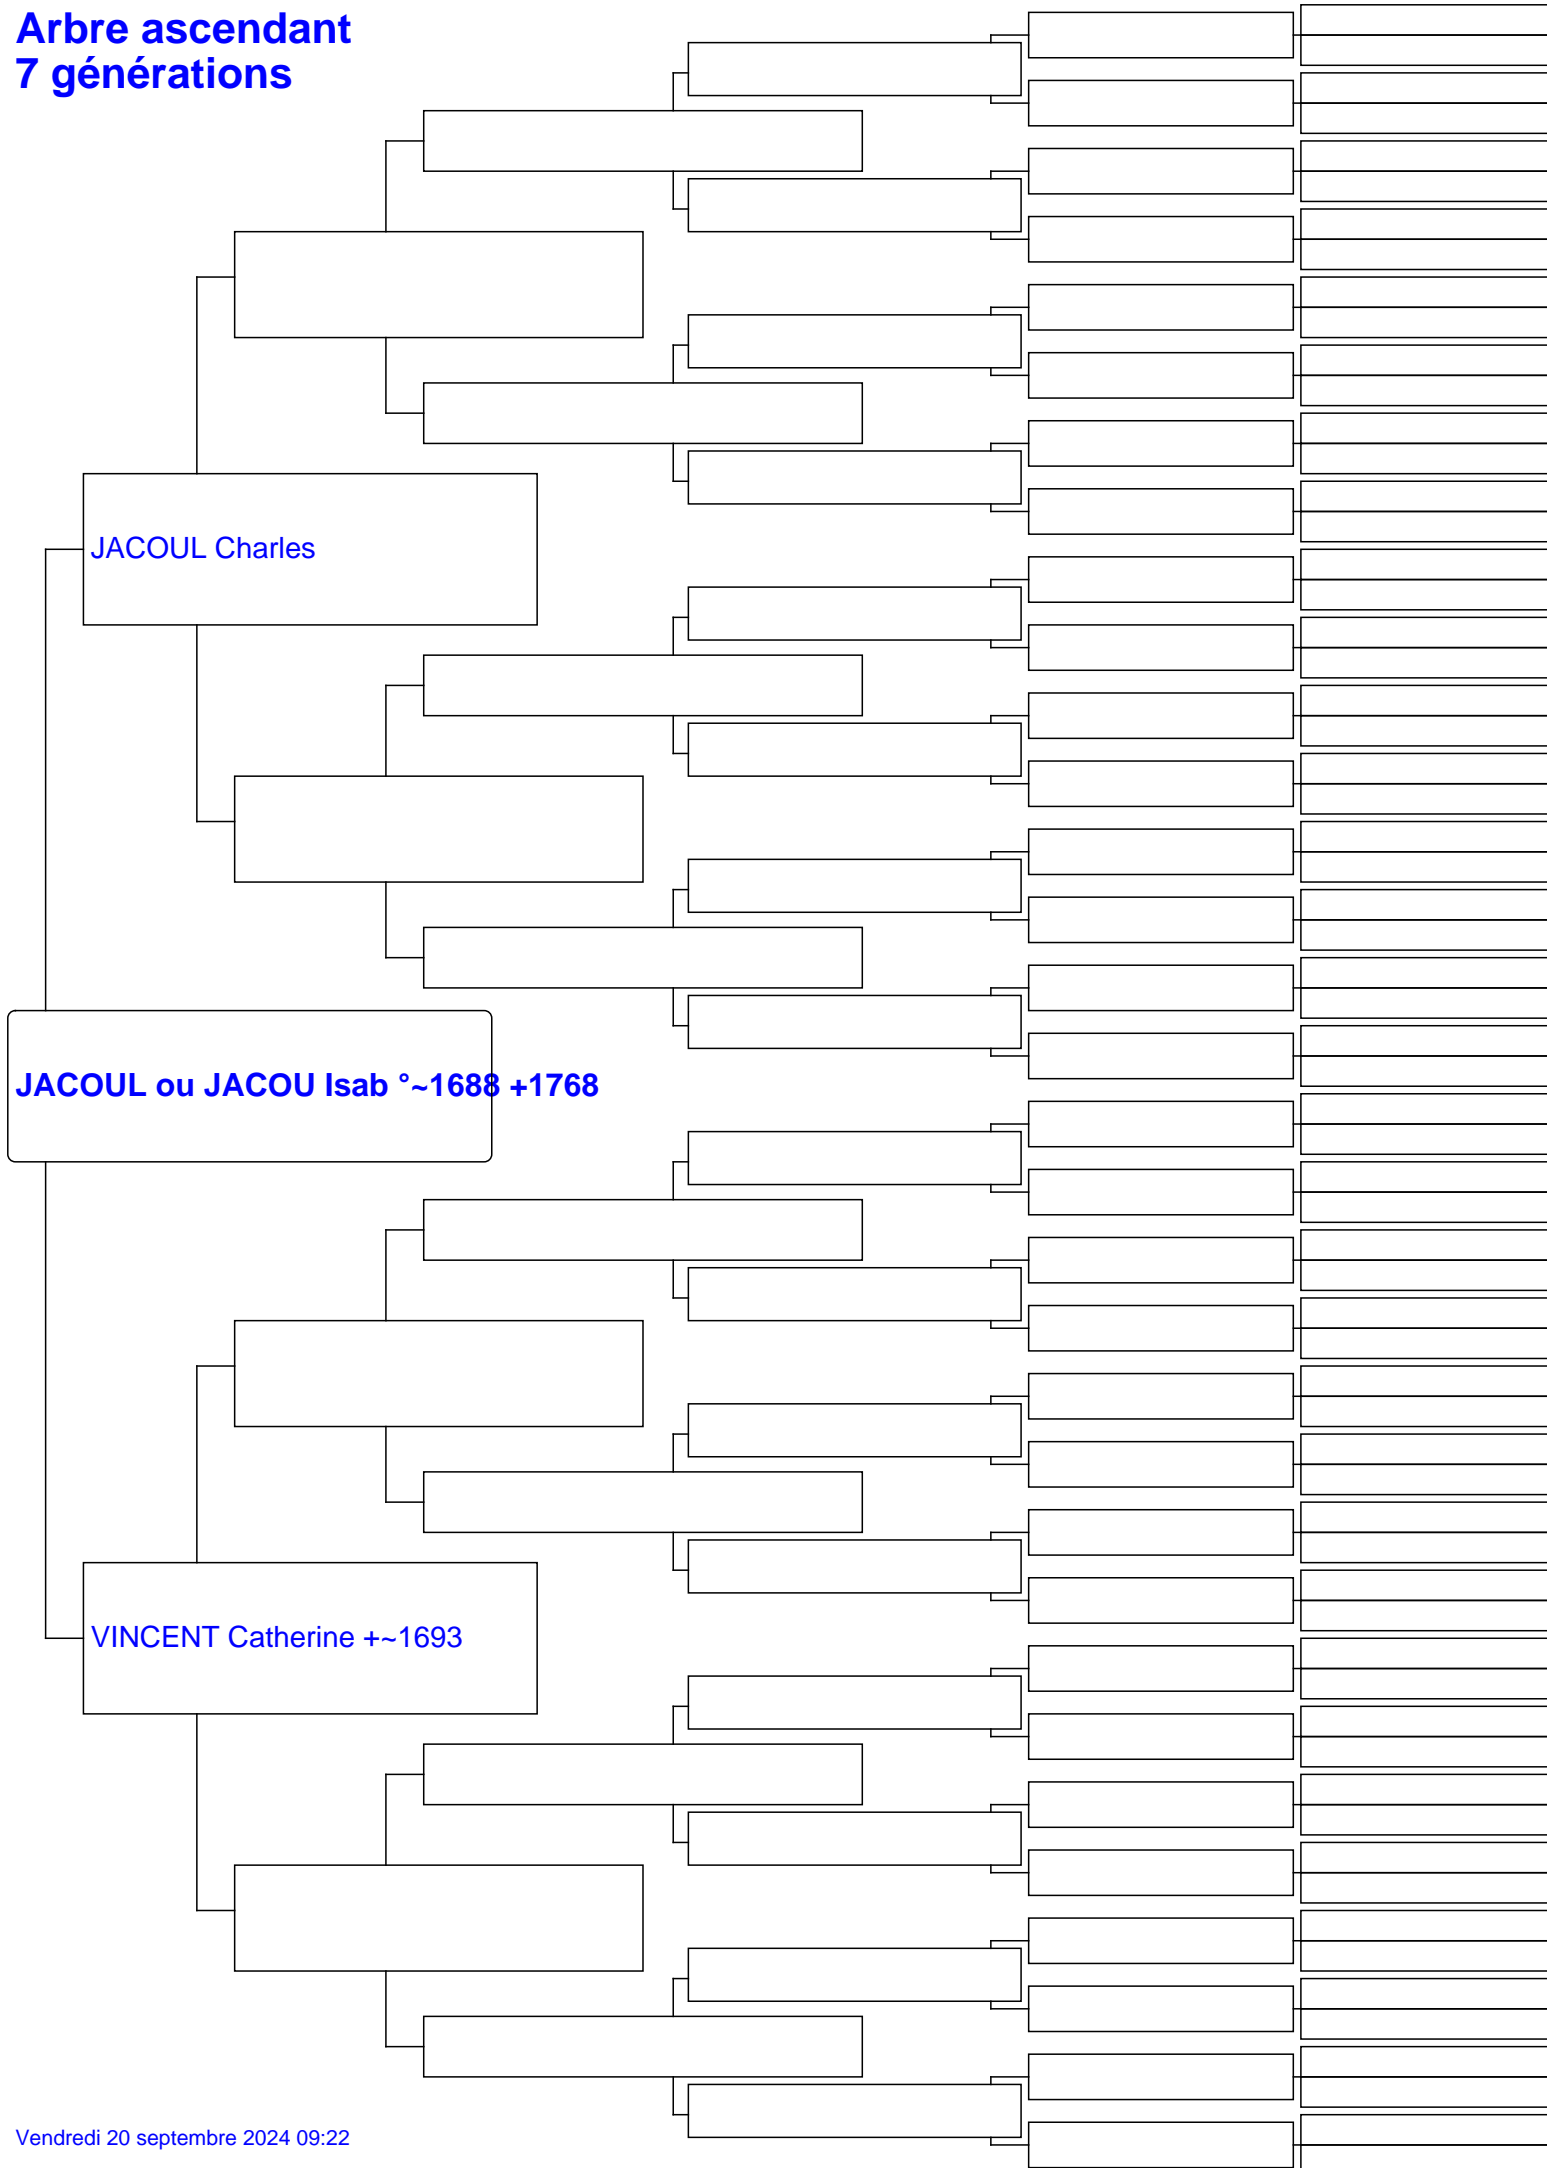 Arbre ascendant
7 générations
JACOUL Charles
JACOUL ou JACOU Isab °~1688 +1768
VINCENT Catherine +~1693
Vendredi 20 septembre 2024 09:22